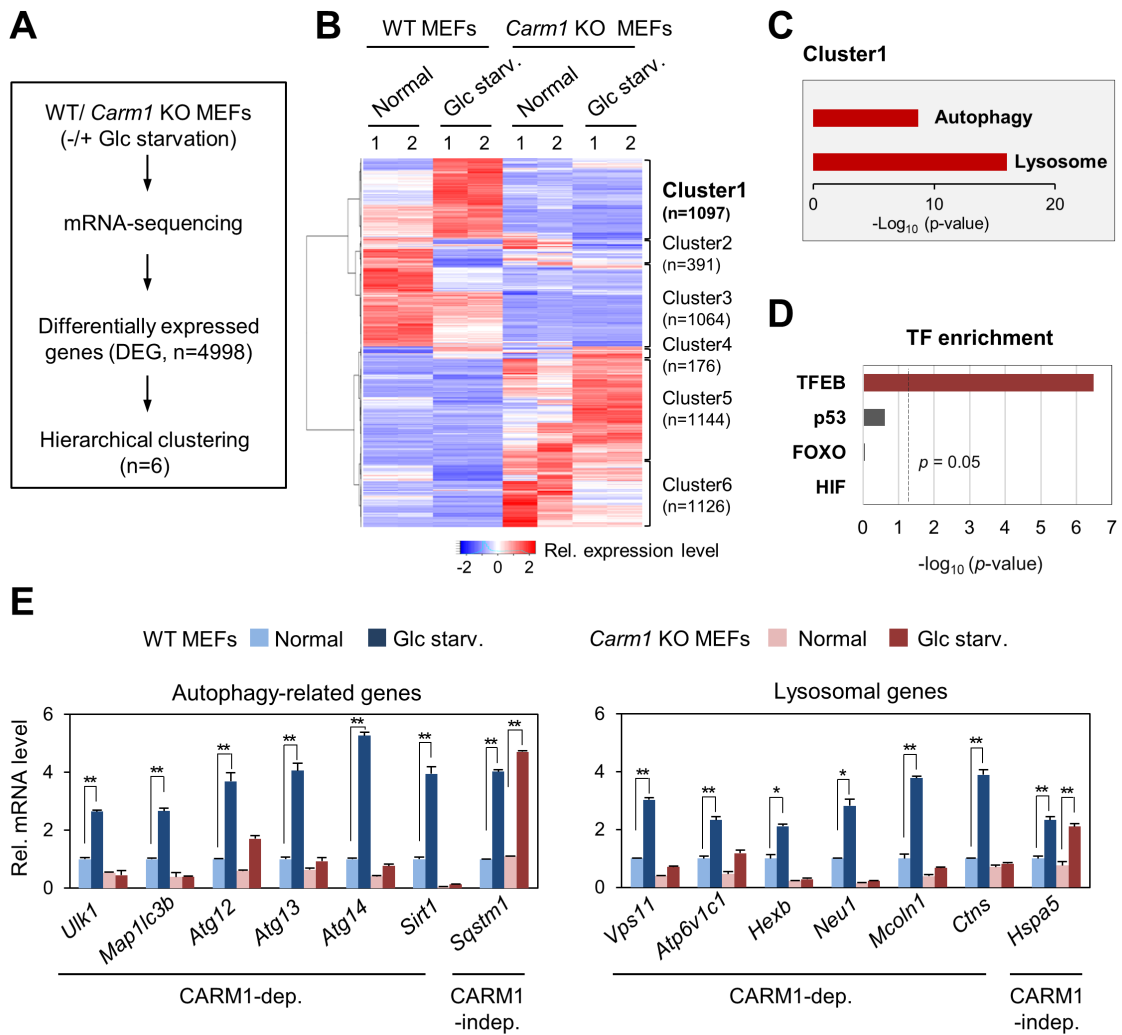 A
WT/ Carm1 KO MEFs
(-/+ Glc starvation)
mRNA-sequencing
Differentially expressed
genes (DEG, n=4998)
Hierarchical clustering
(n=6)
B
WT MEFs
Carm1 KO MEFs
Normal
Glc starv.
Normal
Glc starv.
1 2 1 2 1 2 1 2
Cluster1
(n=1097)
Cluster2
(n=391)
Cluster3
(n=1064)
Cluster4
(n=176)
Cluster5
(n=1144)
Cluster6
(n=1126)
-2 0 2
Rel. expression level
C
Cluster1
Autophagy
Lysosome
0 10 20
-Log10 (p-value)
D
TF enrichment
TFEB
p53
FOXO
HIF
p = 0.05
0 1 2 3 4 5 6 7
-log10 (p-value)
E
WT MEFs Normal Glc starv.
Carm1 KO MEFs Normal Glc starv.
Autophagy-related genes
Rel. mRNA level
6
4
2
0
** ** ** ** ** ** ** **
Ulk1
Map1lc3b
Atg12
Atg13
Atg14
Sirt1
Sqstm1
CARM1-dep.
CARM1
-indep.
Lysosomal genes
6
4
2
0
** ** * * ** ** ** **
Vps11
Atp6v1c1
Hexb
Neu1
Mcoln1
Ctns
Hspa5
CARM1-dep.
CARM1
-indep.